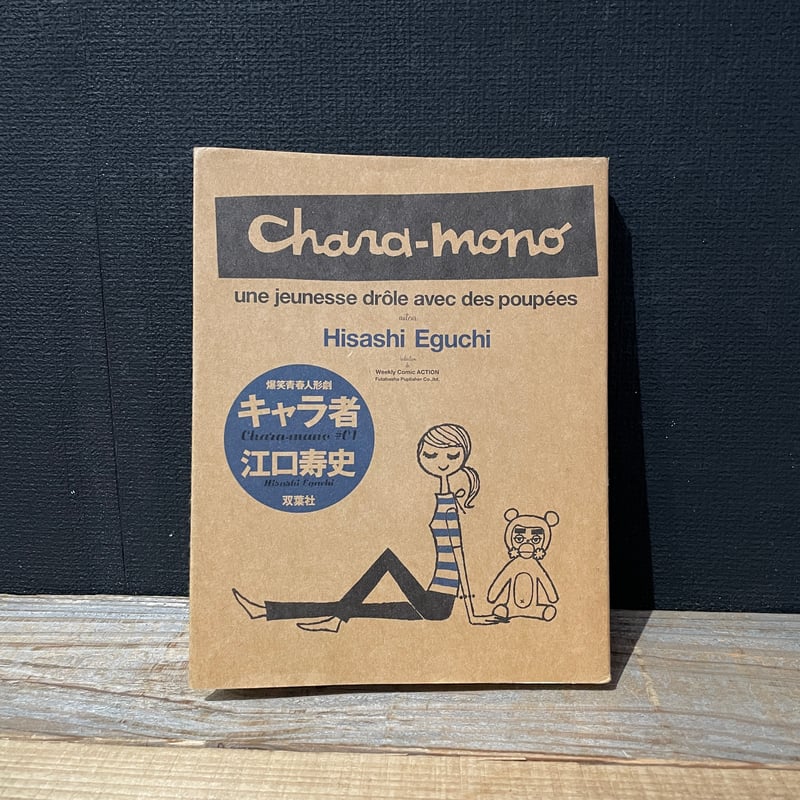 Chara-mono
une jeunesse drôle avec des poupées
auteur
Hisashi Eguchi
Weekly Comic ACTION
Futabasha Puplisher Co.,ltd.
爆笑青春人形劇
キャラ者
Chara-mono #01
江口寿史
Hisashi Eguchi
双葉社